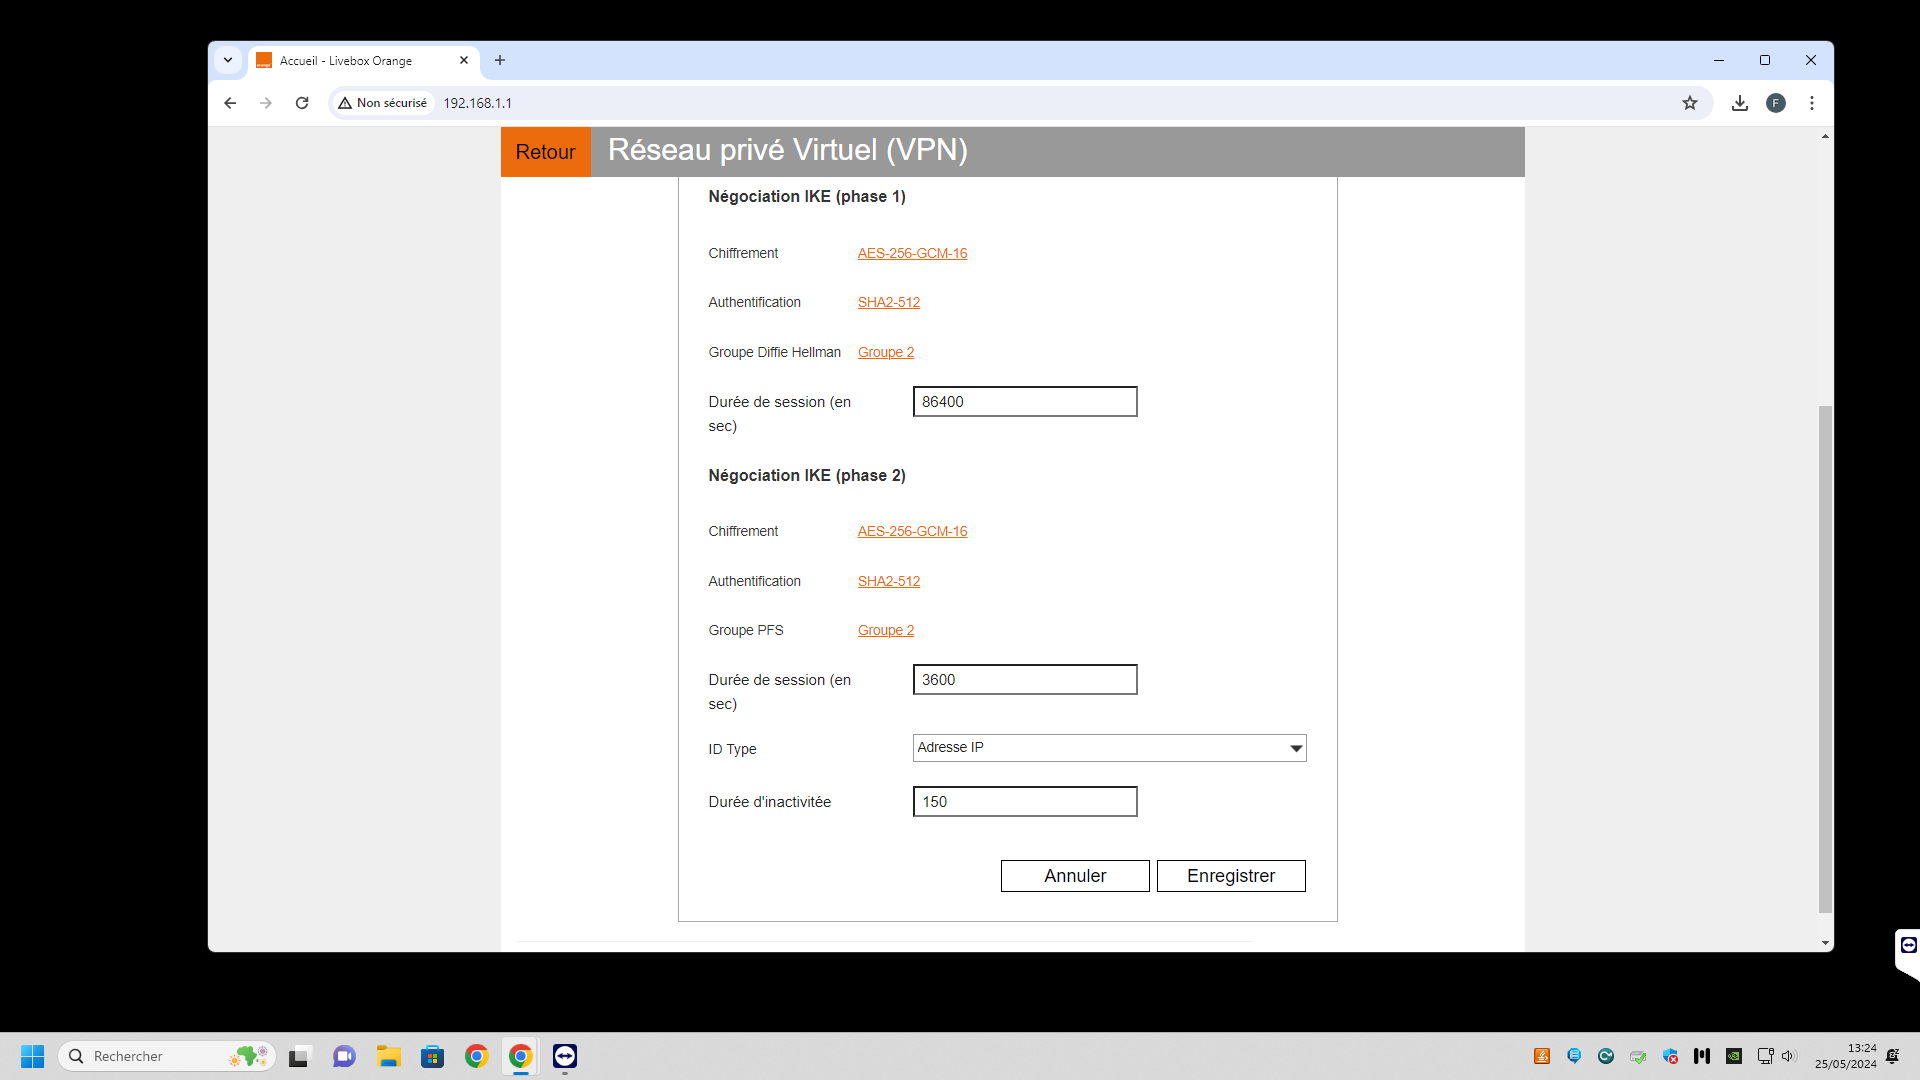 Accueil - Livebox Orange
Non sécurisé
192.168.1.1
F
Retour
Réseau privé Virtuel (VPN)
Négociation IKE (phase 1)
Chiffrement AES-256-GCM-16
Authentification SHA2-512
Groupe Diffie Hellman Groupe 2
Durée de session (en 86400
sec)
Négociation IKE (phase 2)
Chiffrement AES-256-GCM-16
Authentification SHA2-512
Groupe PFS Groupe 2
Durée de session (en 3600
sec)
ID Type Adresse IP
Durée d'inactivitée 150
Annuler Enregistrer
Rechercher
13:24
25/05/2024